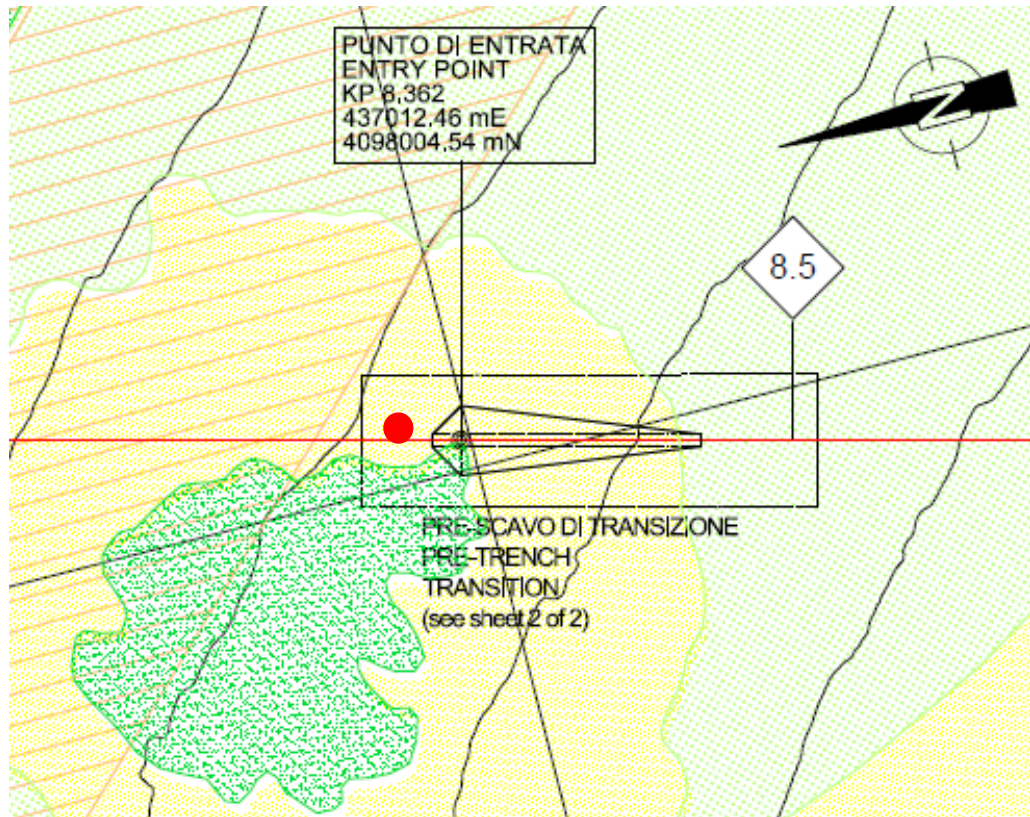 PUNTO DI ENTRATA
ENTRY POINT
KP 8,362
437012.46 mE
4098004.54 mN
N
8.5
PRE-SCAVO DI TRANSIZIONE
PRE-TRENCH
TRANSITION
(see sheet 2 of 2)